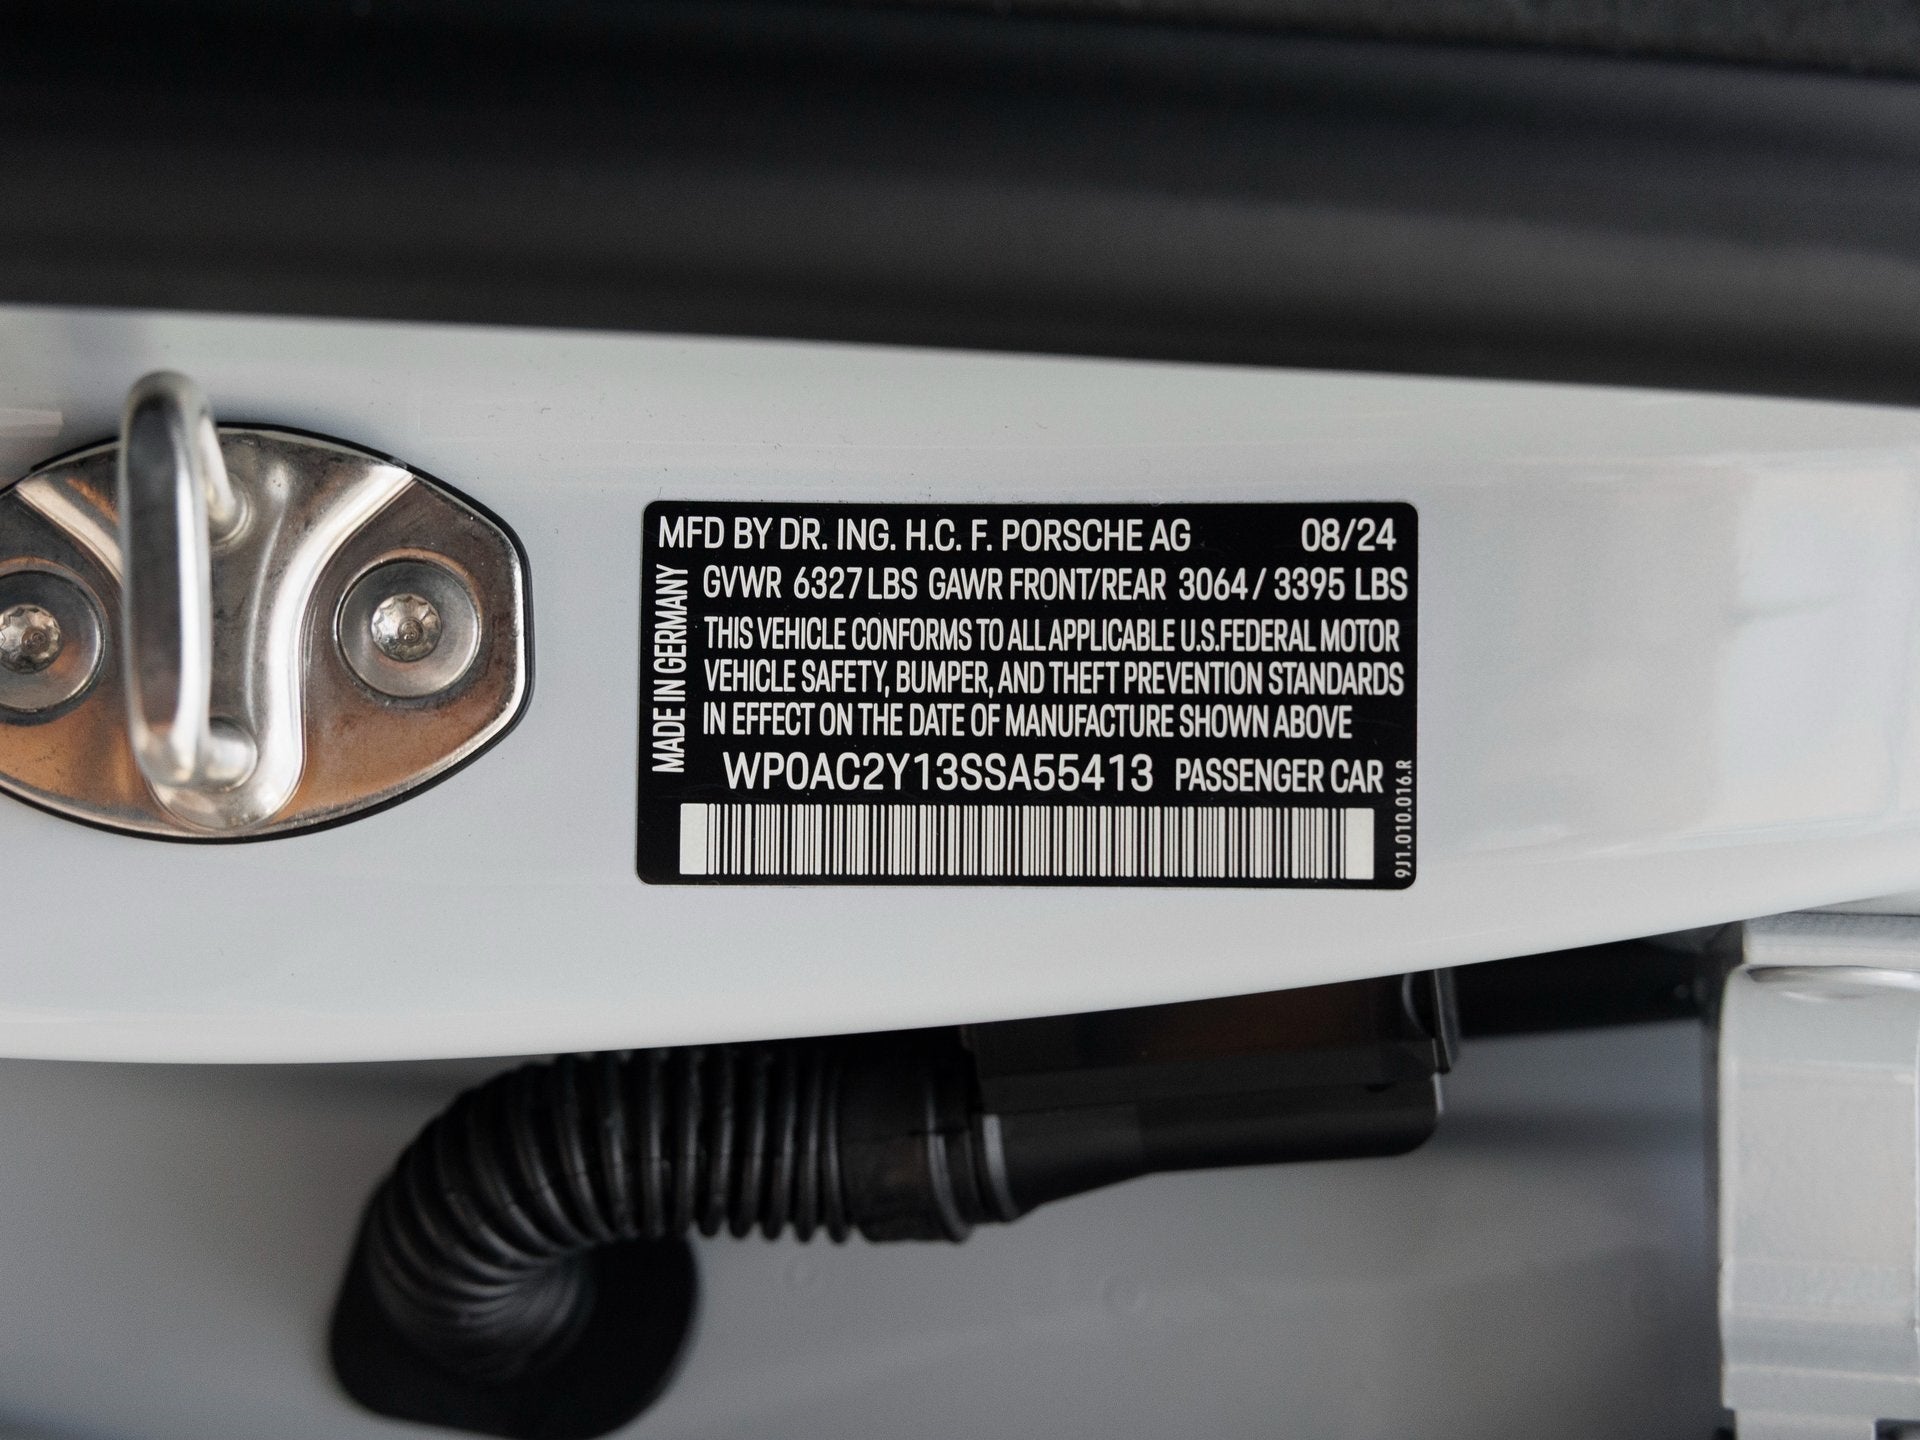 MFD BY DR. ING. H.C. F. PORSCHE AG 08/24
GVWR 6327 LBS GAWR FRONT/REAR 3064 / 3395 LBS
THIS VEHICLE CONFORMS TO ALL APPLICABLE U.S.FEDERAL MOTOR
VEHICLE SAFETY, BUMPER, AND THEFT PREVENTION STANDARDS
IN EFFECT ON THE DATE OF MANUFACTURE SHOWN ABOVE
WP0AC2Y13SSA55413 PASSENGER CAR
MADE IN GERMANY
9J1.010.016.R